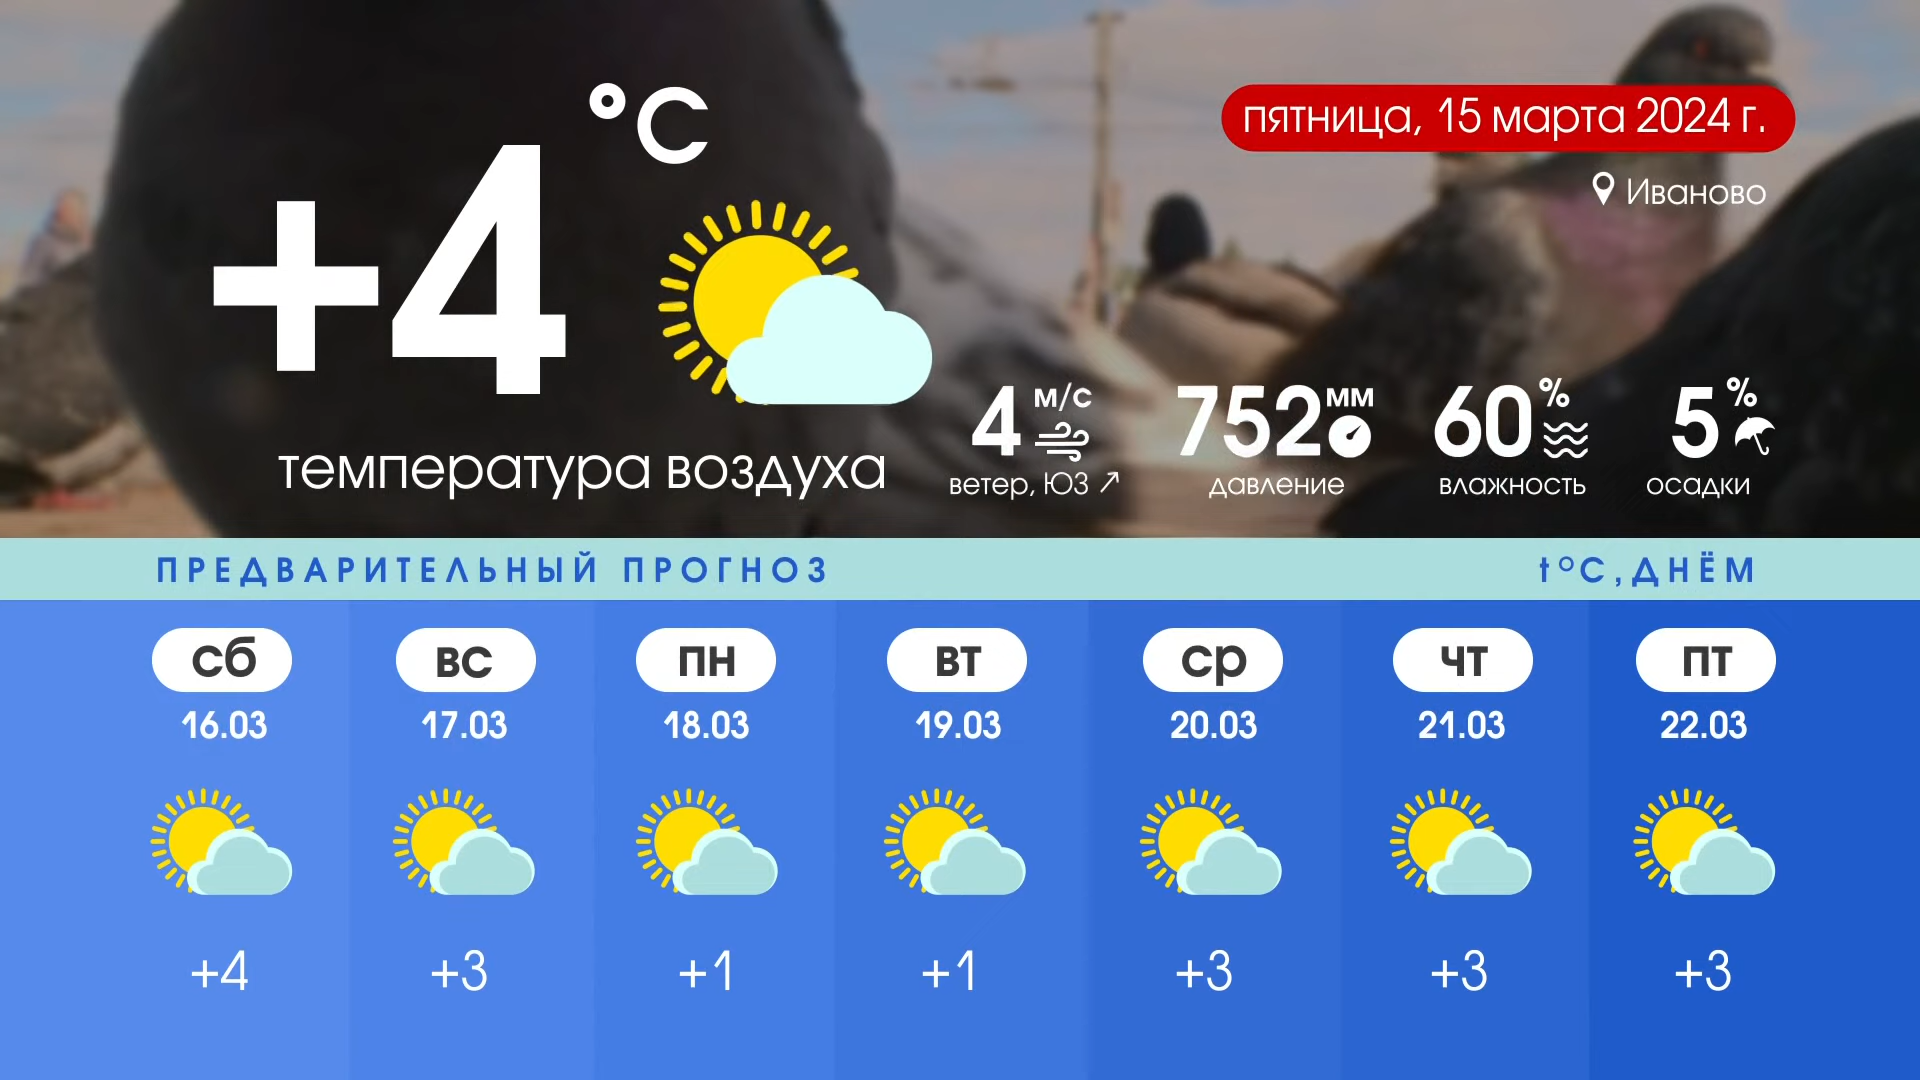 +4 °C
пятница, 15 марта 2024 г.
Иваново
4 м/с 752 мм 60 % 5 %
температура воздуха
ветер, ЮЗ ↗ давление влажность осадки
ПРЕДВАРИТЕЛЬНЫЙ ПРОГНОЗ t°С, ДНЁМ
сб вс пн вт ср чт пт
16.03 17.03 18.03 19.03 20.03 21.03 22.03
+4 +3 +1 +1 +3 +3 +3